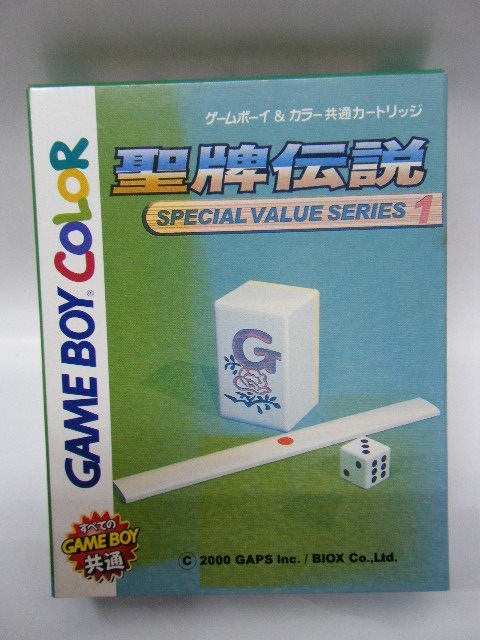 ゲームボーイ & カラー共通カートリッジ
聖牌伝説
SPECIAL VALUE SERIES 1
GAME BOY® COLOR
G
すべての
GAME BOY
共通
© 2000 GAPS Inc. / BIOX Co.,Ltd.